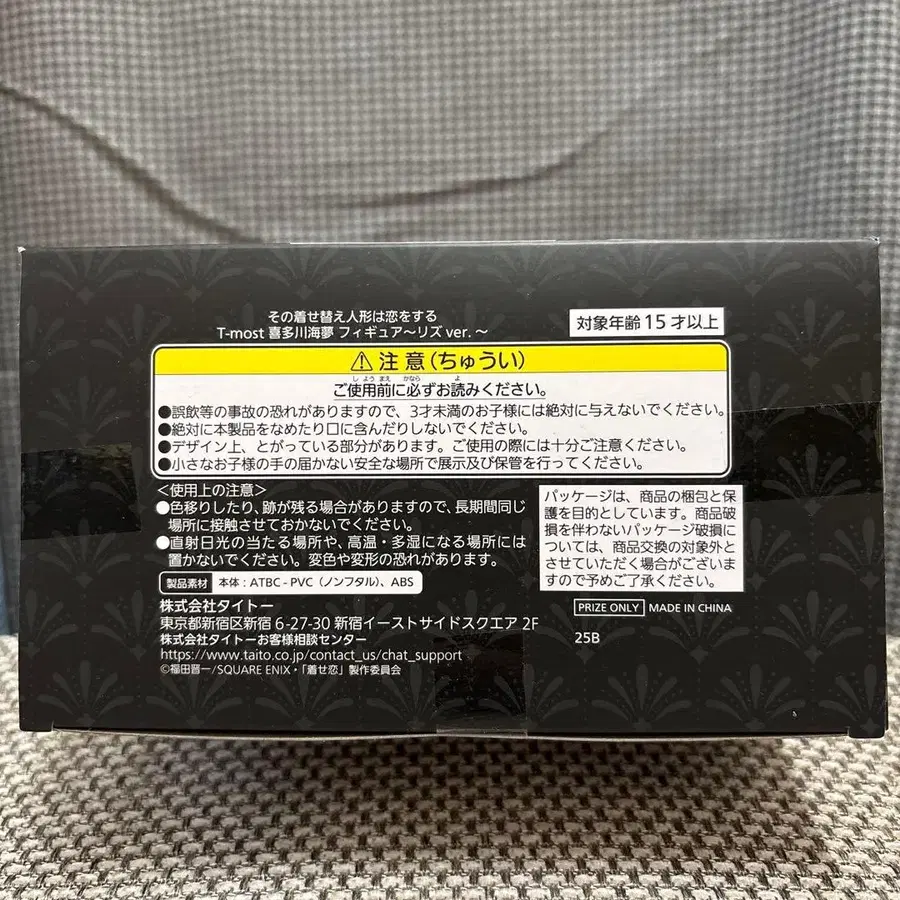 その着せ替え人形は恋をする
T-most 喜多川海夢 フィギュア～リズ ver. ～
対象年齢 15 才以上
⚠ 注意(ちゅうい)
ご使用前に必ずお読みください。
●誤飲等の事故の恐れがありますので、3才未満のお子様には絶対に与えないでください。
●絶対に本製品をなめたり口に含んだりしないでください。
●デザイン上、とがっている部分があります。ご使用の際には十分ご注意ください。
●小さなお子様の手の届かない安全な場所で展示及び保管を行ってください。
＜使用上の注意＞
●色移りしたり、跡が残る場合がありますので、長期間同じ
場所に接触させておかないでください。
●直射日光の当たる場所や、高温・多湿になる場所には
置かないでください。変色や変形の恐れがあります。
パッケージは、商品の梱包と保
護を目的としています。商品破
損を伴わないパッケージ破損に
ついては、商品交換の対象外と
させていただく場合がございま
すので予めご了承ください。
製品素材 本体：ATBC-PVC（ノンフタル）、ABS
PRIZE ONLY MADE IN CHINA
25B
株式会社タイトー
東京都新宿区新宿 6-27-30 新宿イーストサイドスクエア 2F
株式会社タイトーお客様相談センター
https://www.taito.co.jp/contact_us/chat_support
©福田晋一/SQUARE ENIX・「着せ恋」製作委員会